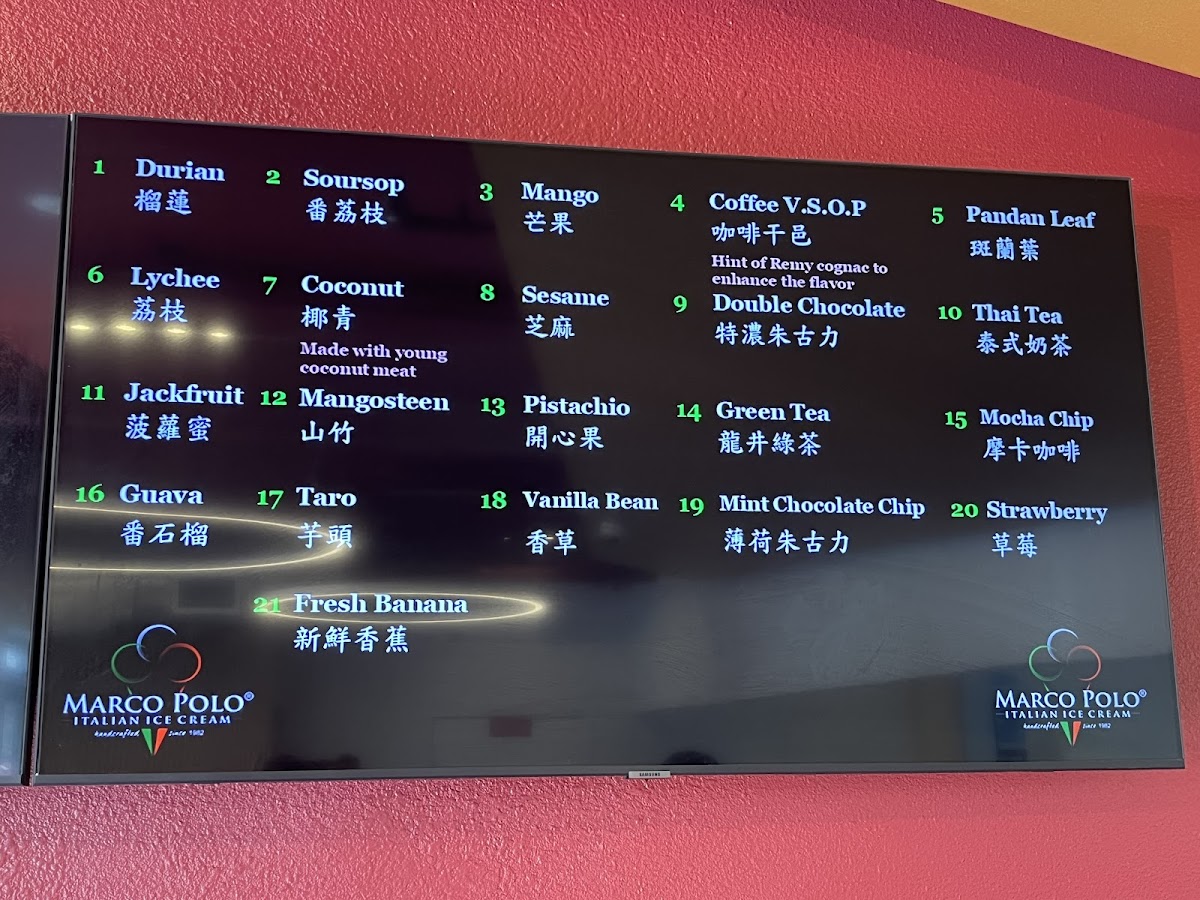 1 Durian
榴蓮
2 Soursop
番荔枝
3 Mango
芒果
4 Coffee V.S.O.P
咖啡干邑
Hint of Remy cognac to
enhance the flavor
5 Pandan Leaf
斑蘭葉
6 Lychee
荔枝
7 Coconut
椰青
Made with young
coconut meat
8 Sesame
芝麻
9 Double Chocolate
特濃朱古力
10 Thai Tea
泰式奶茶
11 Jackfruit
菠蘿蜜
12 Mangosteen
山竹
13 Pistachio
開心果
14 Green Tea
龍井綠茶
15 Mocha Chip
摩卡咖啡
16 Guava
番石榴
17 Taro
芋頭
18 Vanilla Bean
香草
19 Mint Chocolate Chip
薄荷朱古力
20 Strawberry
草莓
21 Fresh Banana
新鮮香蕉
MARCO POLO®
ITALIAN ICE CREAM
handcrafted since 1982
MARCO POLO®
ITALIAN ICE CREAM
handcrafted since 1982
SAMSUNG